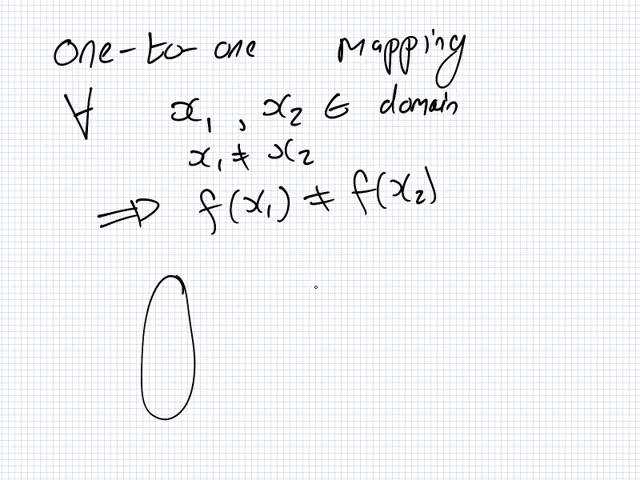 one-to-one mapping
∀ x₁, x₂ ∈ domain
x₁ ≠ x₂
⇒ f(x₁) ≠ f(x₂)